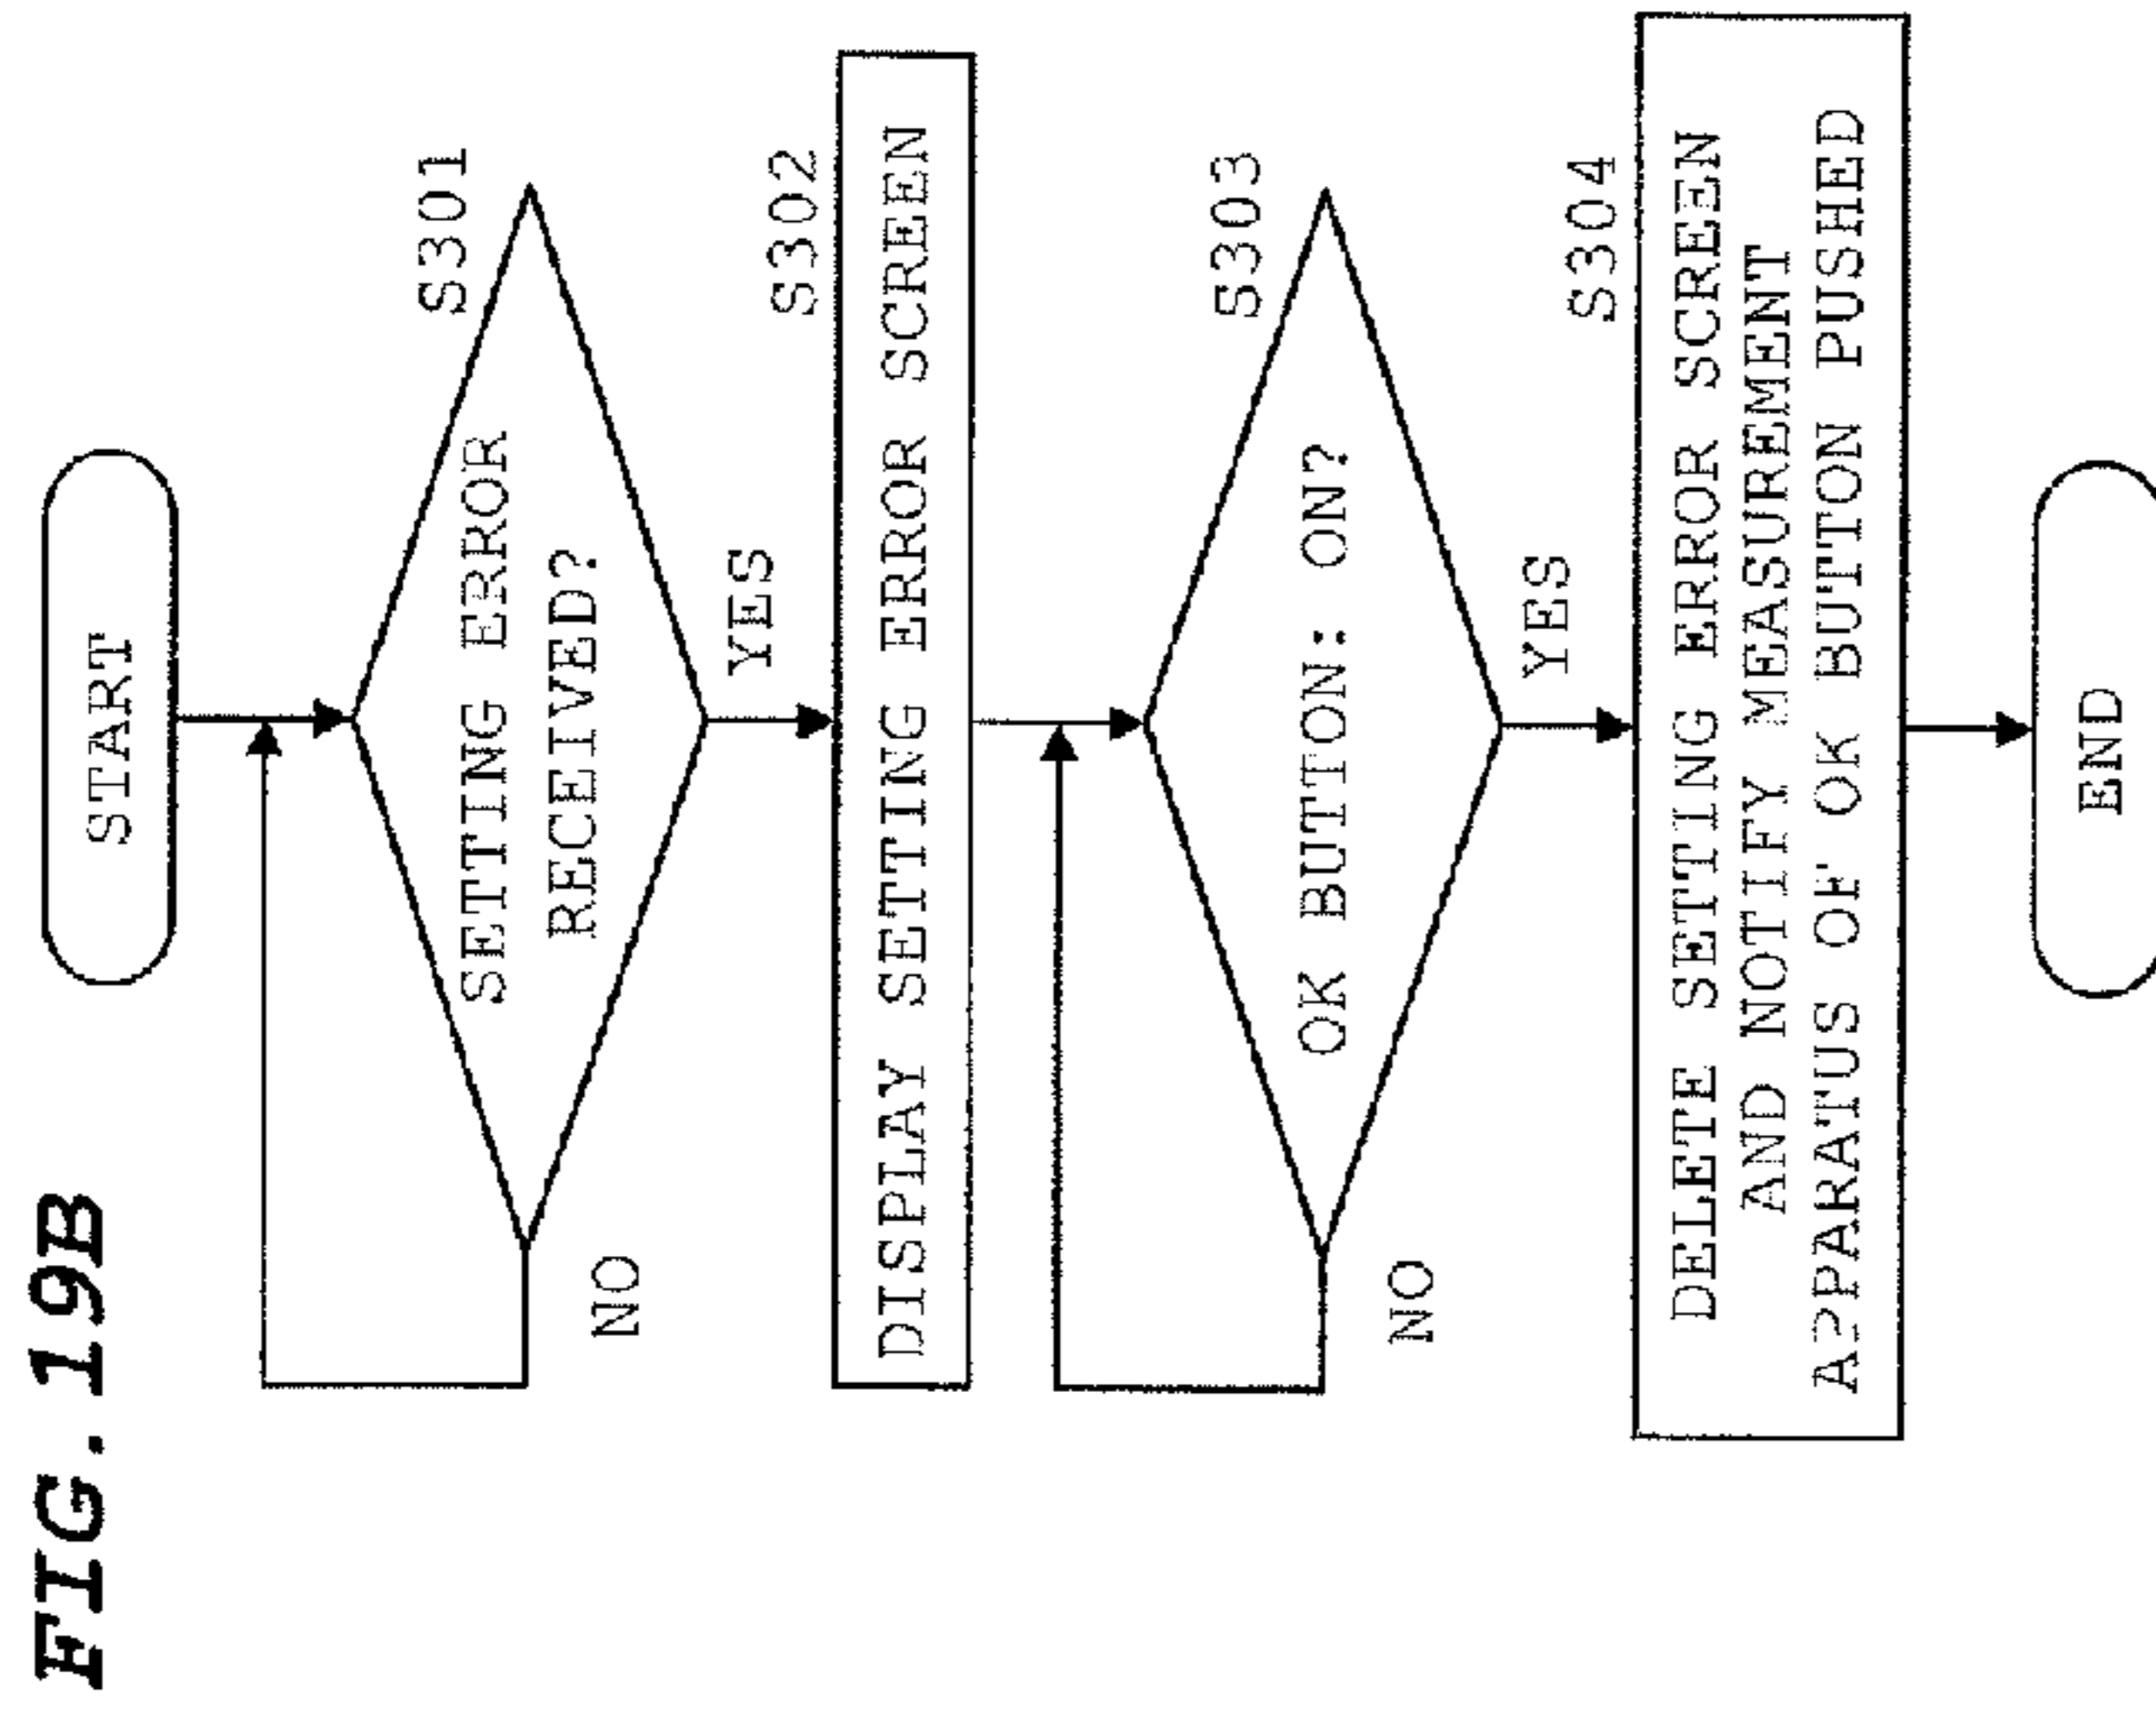 FIG. 19B
START
S301
SETTING ERROR
RECEIVED?
NO
YES
S302
DISPLAY SETTING ERROR SCREEN
S303
OK BUTTON: ON?
NO
YES
S304
DELETE SETTING ERROR SCREEN
AND NOTIFY MEASUREMENT
APPARATUS OF OK BUTTON PUSHED
END